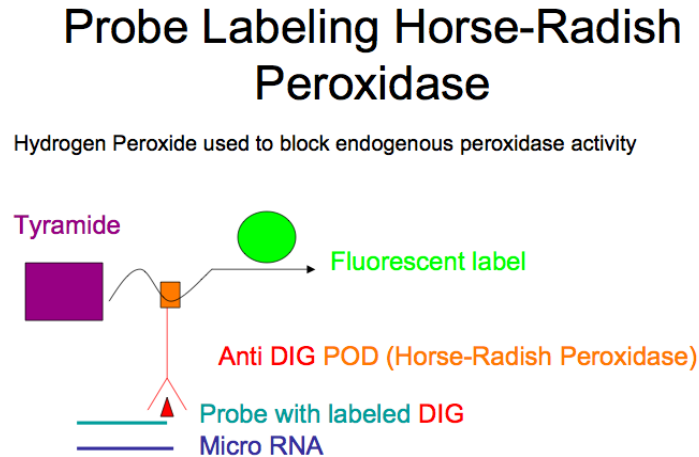 Probe Labeling Horse-Radish
Peroxidase
Hydrogen Peroxide used to block endogenous peroxidase activity
Tyramide
Fluorescent label
Anti DIG POD (Horse-Radish Peroxidase)
Probe with labeled DIG
Micro RNA